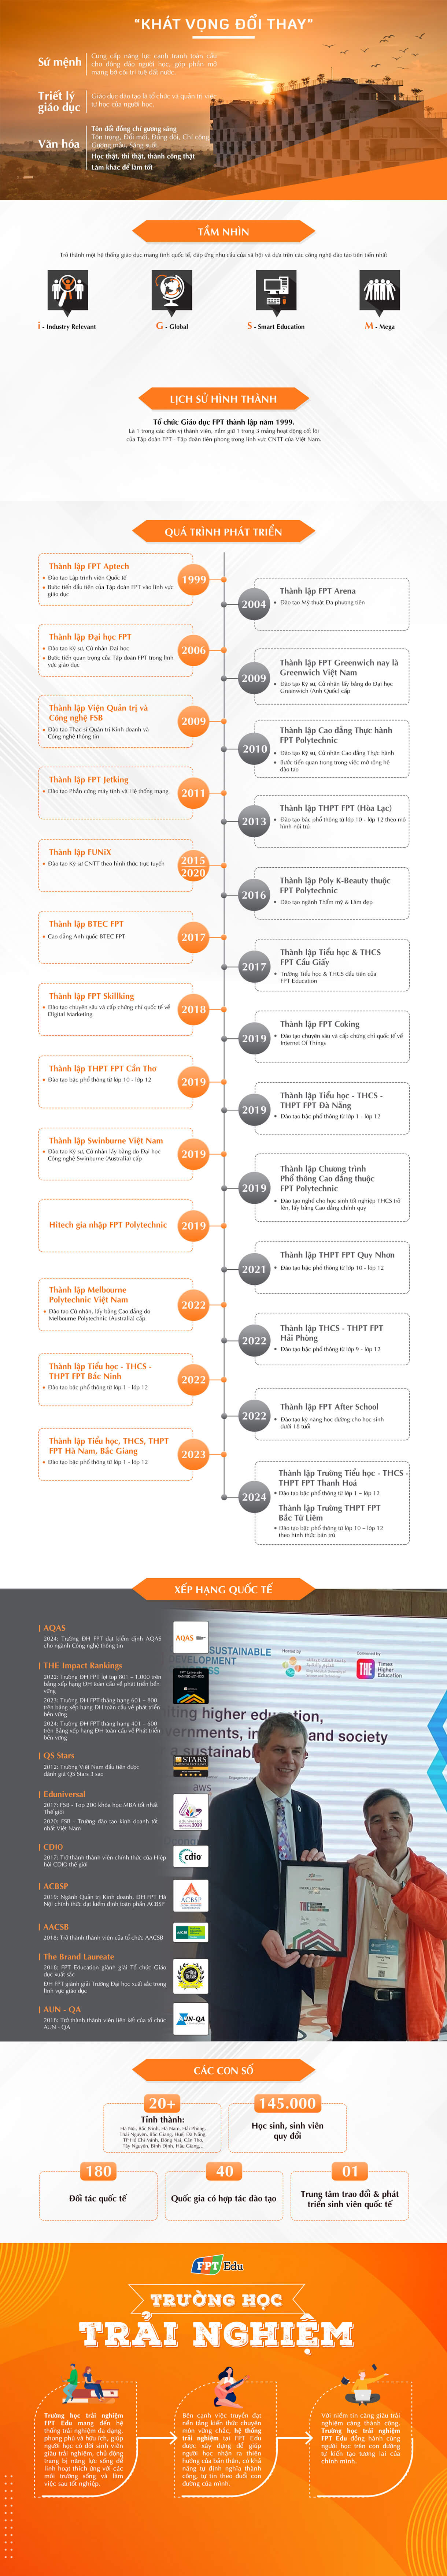 “KHÁT VỌNG ĐỔI THAY”
Sứ mệnh
Cung cấp năng lực cạnh tranh toàn cầu
cho đông đảo người học, góp phần mở
mang bờ cõi trí tuệ đất nước.
Triết lý
giáo dục
Giáo dục đào tạo là tổ chức và quản trị việc
tự học của người học.
Văn hóa
Tôn đổi đồng chí gương sáng
Tôn trọng, Đổi mới, Đồng đội, Chí công,
Gương mẫu, Sáng suốt.
Học thật, thi thật, thành công thật
Làm khác để làm tốt
TẦM NHÌN
Trở thành một hệ thống giáo dục mang tính quốc tế, đáp ứng nhu cầu của xã hội và dựa trên các công nghệ đào tạo tiên tiến nhất
i - Industry Relevant
G - Global
S - Smart Education
M - Mega
LỊCH SỬ HÌNH THÀNH
Tổ chức Giáo dục FPT thành lập năm 1999.
Là 1 trong các đơn vị thành viên, nắm giữ 1 trong 3 mảng hoạt động cốt lõi
của Tập đoàn FPT - Tập đoàn tiên phong trong lĩnh vực CNTT của Việt Nam.
QUÁ TRÌNH PHÁT TRIỂN
Thành lập FPT Aptech
Đào tạo Lập trình viên Quốc tế
Bước tiến đầu tiên của Tập đoàn FPT vào lĩnh vực
giáo dục
1999
2004
Thành lập FPT Arena
Đào tạo Mỹ thuật Đa phương tiện
Thành lập Đại học FPT
Đào tạo Kỹ sư, Cử nhân Đại học
Bước tiến quan trọng của Tập đoàn FPT trong lĩnh
vực giáo dục
2006
2009
Thành lập FPT Greenwich nay là
Greenwich Việt Nam
Đào tạo Kỹ sư, Cử nhân lấy bằng do Đại học
Greenwich (Anh Quốc) cấp
Thành lập Viện Quản trị và
Công nghệ FSB
Đào tạo Thạc sĩ Quản trị Kinh doanh và
Công nghệ thông tin
2009
2010
Thành lập Cao đẳng Thực hành
FPT Polytechnic
Đào tạo Kỹ sư, Cử nhân Cao đẳng Thực hành
Bước tiến quan trọng trong việc mở rộng hệ
đào tạo
Thành lập FPT Jetking
Đào tạo Phần cứng máy tính và Hệ thống mạng
2011
2013
Thành lập THPT FPT (Hòa Lạc)
Đào tạo bậc phổ thông từ lớp 10 - lớp 12 theo mô
hình nội trú
Thành lập FUNiX
Đào tạo Kỹ sư CNTT theo hình thức trực tuyến
2015
2020
2016
Thành lập Poly K-Beauty thuộc
FPT Polytechnic
Đào tạo ngành Thẩm mỹ & Làm đẹp
Thành lập BTEC FPT
Cao đẳng Anh quốc BTEC FPT
2017
2017
Thành lập Tiểu học & THCS
FPT Cầu Giấy
Trường Tiểu học & THCS đầu tiên của
FPT Education
Thành lập FPT Skillking
Đào tạo chuyên sâu và cấp chứng chỉ quốc tế về
Digital Marketing
2018
2019
Thành lập FPT Coking
Đào tạo chuyên sâu và cấp chứng chỉ quốc tế về
Internet Of Things
Thành lập THPT FPT Cần Thơ
Đào tạo bậc phổ thông từ lớp 10 - lớp 12
2019
2019
Thành lập Tiểu học - THCS -
THPT FPT Đà Nẵng
Đào tạo bậc phổ thông từ lớp 1 - lớp 12
Thành lập Swinburne Việt Nam
Đào tạo Kỹ sư, Cử nhân lấy bằng do Đại học
Công nghệ Swinburne (Australia) cấp
2019
2019
Thành lập Chương trình
Phổ thông Cao đẳng thuộc
FPT Polytechnic
Đào tạo nghề cho học sinh tốt nghiệp THCS trở
lên, lấy bằng Cao đẳng chính quy
Hitech gia nhập FPT Polytechnic
2019
2021
Thành lập THPT FPT Quy Nhơn
Đào tạo bậc phổ thông từ lớp 10 - lớp 12
Thành lập Melbourne
Polytechnic Việt Nam
Đào tạo Cử nhân, lấy bằng Cao đẳng do
Melbourne Polytechnic (Australia) cấp
2022
2022
Thành lập THCS - THPT FPT
Hải Phòng
Đào tạo bậc phổ thông từ lớp 9 - lớp 12
Thành lập Tiểu học - THCS -
THPT FPT Bắc Ninh
Đào tạo bậc phổ thông từ lớp 1 - lớp 12
2022
2022
Thành lập FPT After School
Đào tạo kỹ năng học đường cho học sinh
dưới 18 tuổi
Thành lập Tiểu học, THCS, THPT
FPT Hà Nam, Bắc Giang
Đào tạo bậc phổ thông từ lớp 1 - lớp 12
2023
2024
Thành lập Trường Tiểu học - THCS -
THPT FPT Thanh Hoá
Đào tạo bậc phổ thông từ lớp 1 – lớp 12
Thành lập Trường THPT FPT
Bắc Từ Liêm
Đào tạo bậc phổ thông từ lớp 10 – lớp 12
theo hình thức bán trú
XẾP HẠNG QUỐC TẾ
AQAS
2024: Trường ĐH FPT đạt kiểm định AQAS
cho ngành Công nghệ thông tin
AQAS
THE Impact Rankings
2022: Trường ĐH FPT lọt top 801 – 1.000 trên
bảng xếp hạng ĐH toàn cầu về phát triển bền
vững
2023: Trường ĐH FPT thăng hạng 601 – 800
trên bảng xếp hạng ĐH toàn cầu về phát triển
bền vững
2024: Trường ĐH FPT thăng hạng 401 – 600
trên Bảng xếp hạng ĐH toàn cầu về Phát triển
bền vững
QS Stars
2012: Trường Việt Nam đầu tiên được
đánh giá QS Stars 3 sao
STARS
Eduniversal
2017: FSB - Top 200 khóa học MBA tốt nhất
Thế giới
2020: FSB - Trường đào tạo kinh doanh tốt
nhất Việt Nam
CDIO
2017: Trở thành thành viên chính thức của Hiệp
hội CDIO thế giới
cdio
ACBSP
2019: Ngành Quản trị Kinh doanh, ĐH FPT Hà
Nội chính thức đạt kiểm định toàn phần ACBSP
ACBSP
AACSB
2018: Trở thành thành viên của tổ chức AACSB
AACSB
The Brand Laureate
2018: FPT Education giành giải Tổ chức Giáo
dục xuất sắc
ĐH FPT giành giải Trường Đại học xuất sắc trong
lĩnh vực giáo dục
AUN - QA
2018: Trở thành thành viên liên kết của tổ chức
AUN - QA
SUSTAINABLE
Hosted by
Sponsored by
THE Times
Higher
Education
CÁC CON SỐ
20+
Tỉnh thành:
Hà Nội, Bắc Ninh, Hà Nam, Hải Phòng,
Thái Nguyên, Bắc Giang, Huế, Đà Nẵng,
TP Hồ Chí Minh, Đồng Nai, Cần Thơ,
Tây Nguyên, Bình Định, Hậu Giang,...
145.000
Học sinh, sinh viên
quy đổi
180
Đối tác quốc tế
40
Quốc gia có hợp tác đào tạo
01
Trung tâm trao đổi & phát
triển sinh viên quốc tế
FPT Edu
TRƯỜNG HỌC
TRẢI NGHIỆM
Trường học trải nghiệm
FPT Edu mang đến hệ
thống trải nghiệm đa dạng,
phong phú và hữu ích, giúp
người học có đời sinh viên
giàu trải nghiệm, chủ động
trang bị năng lực sống để
linh hoạt thích ứng với các
môi trường sống và làm
việc sau tốt nghiệp.
Bên cạnh việc truyền đạt
nền tảng kiến thức chuyên
môn vững chắc, hệ thống
trải nghiệm tại FPT Edu
được xây dựng để giúp
người học nhận ra thiên
hướng của bản thân, có khả
năng tự định nghĩa thành
công, tự tin theo đuổi con
đường của mình.
Với niềm tin càng giàu trải
nghiệm càng thành công,
Trường học trải nghiệm
FPT Edu đồng hành cùng
người học trên con đường
tự kiến tạo tương lai của
chính mình.